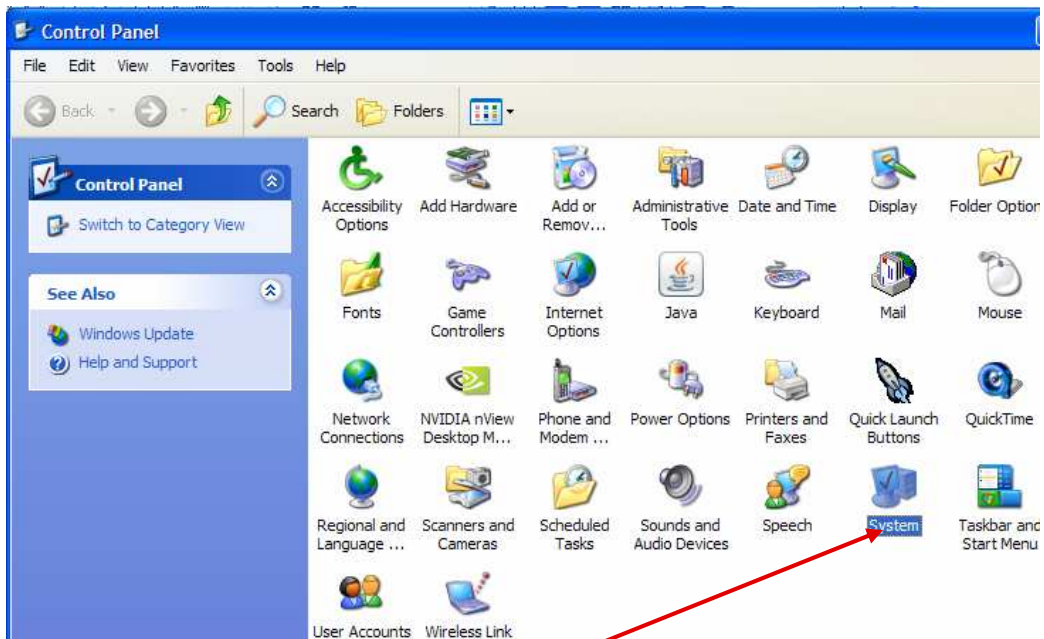 Control Panel
File Edit View Favorites Tools Help
Back Search Folders
Control Panel
Switch to Category View
See Also
Windows Update
Help and Support
Accessibility Options
Add Hardware
Add or Remov...
Administrative Tools
Date and Time
Display
Folder Option
Fonts
Game Controllers
Internet Options
Java
Keyboard
Mail
Mouse
Network Connections
NVIDIA nView Desktop M...
Phone and Modem ...
Power Options
Printers and Faxes
Quick Launch Buttons
QuickTime
Regional and Language ...
Scanners and Cameras
Scheduled Tasks
Sounds and Audio Devices
Speech
System
Taskbar and Start Menu
User Accounts
Wireless Link